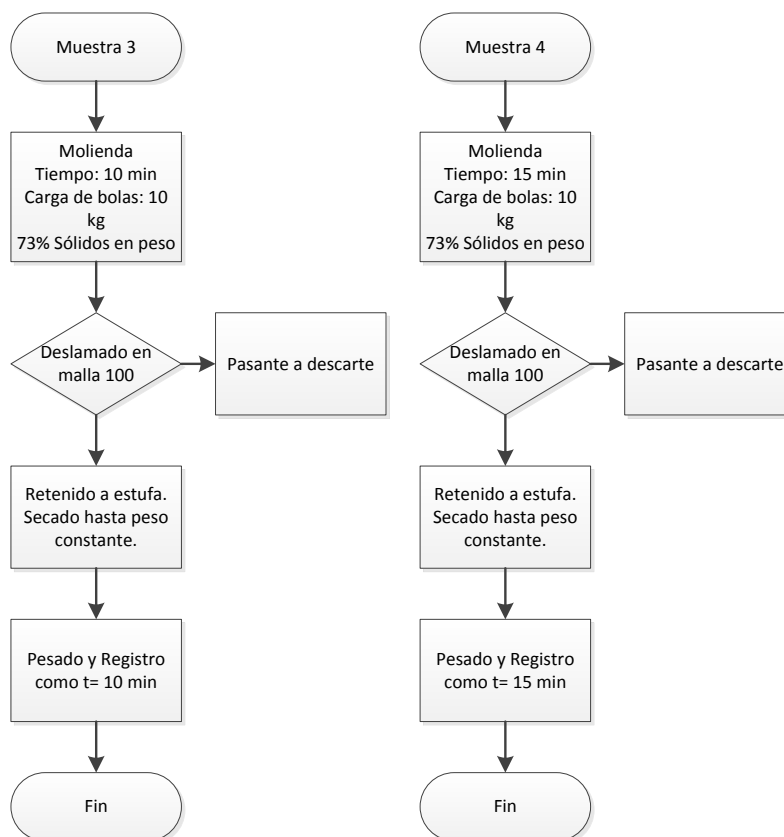 Muestra 3
Molienda
Tiempo: 10 min
Carga de bolas: 10
kg
73% Sólidos en peso
Deslamado en
malla 100
Pasante a descarte
Retenido a estufa.
Secado hasta peso
constante.
Pesado y Registro
como t= 10 min
Fin
Muestra 4
Molienda
Tiempo: 15 min
Carga de bolas: 10
kg
73% Sólidos en peso
Deslamado en
malla 100
Pasante a descarte
Retenido a estufa.
Secado hasta peso
constante.
Pesado y Registro
como t= 15 min
Fin